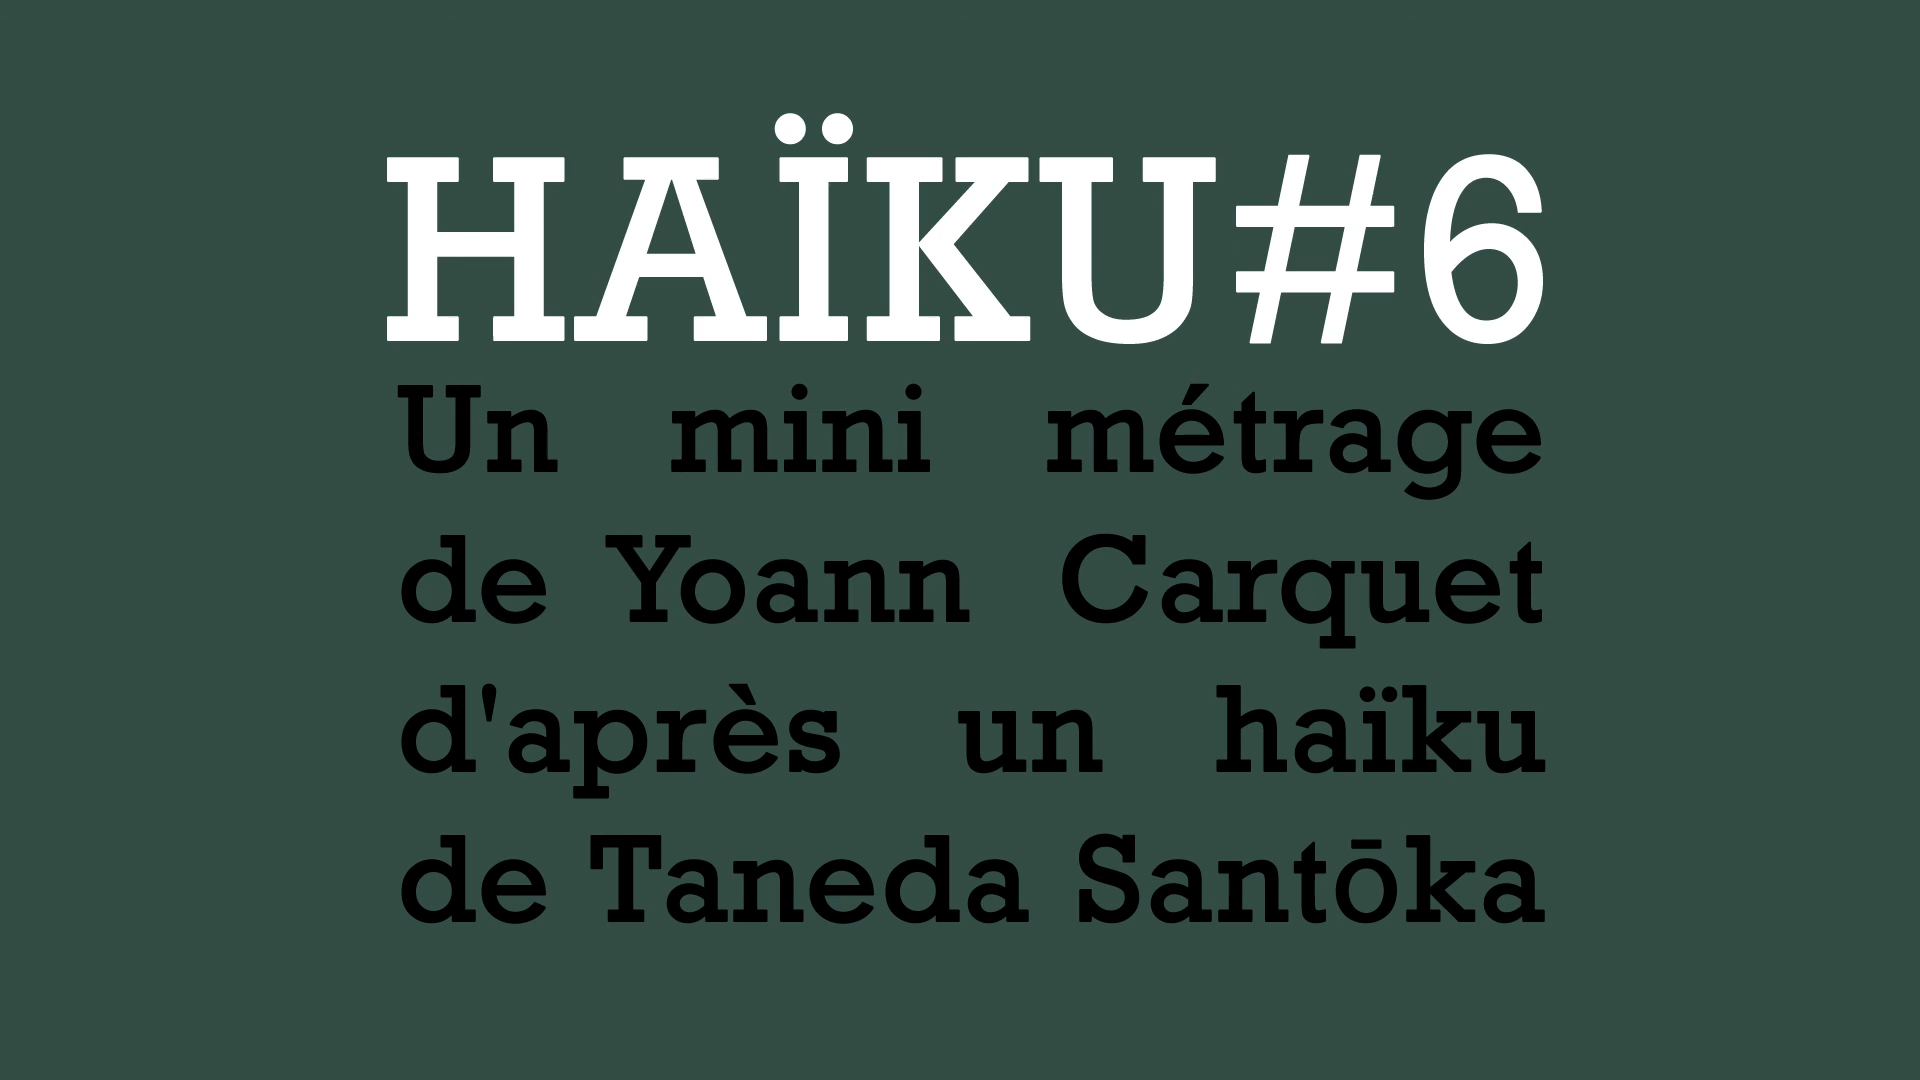 HAÏKU#6
Un mini métrage
de Yoann Carquet
d'après un haïku
de Taneda Santōka